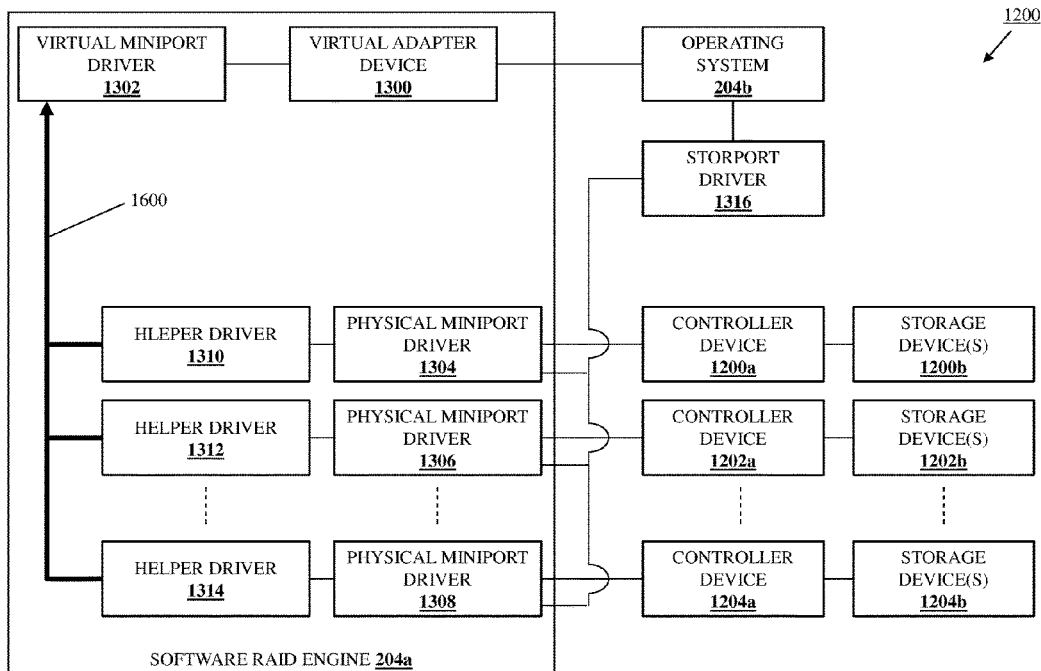 1200
VIRTUAL MINIPORT
DRIVER
1302
VIRTUAL ADAPTER
DEVICE
1300
OPERATING
SYSTEM
204b
STORPORT
DRIVER
1316
1600
HLEPER DRIVER
1310
PHYSICAL MINIPORT
DRIVER
1304
CONTROLLER
DEVICE
1200a
STORAGE
DEVICE(S)
1200b
HELPER DRIVER
1312
PHYSICAL MINIPORT
DRIVER
1306
CONTROLLER
DEVICE
1202a
STORAGE
DEVICE(S)
1202b
HELPER DRIVER
1314
PHYSICAL MINIPORT
DRIVER
1308
CONTROLLER
DEVICE
1204a
STORAGE
DEVICE(S)
1204b
SOFTWARE RAID ENGINE 204a